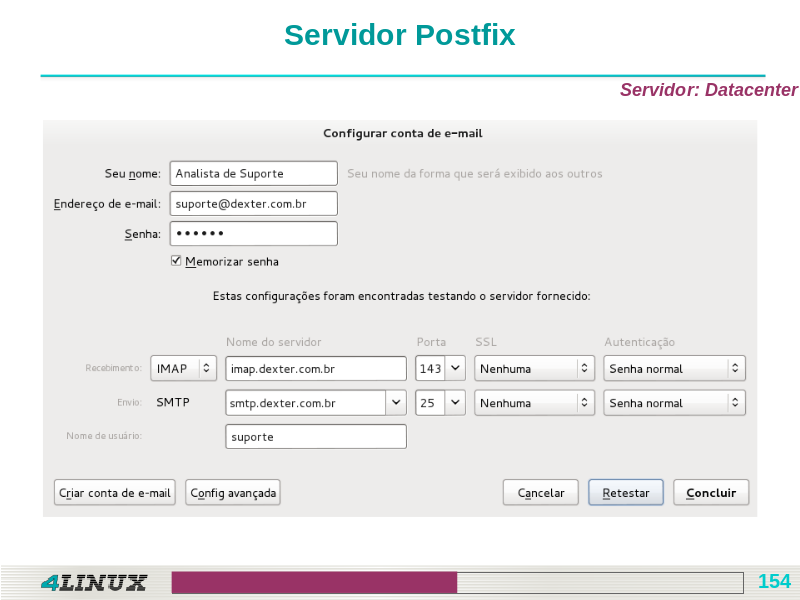 Servidor Postfix
Servidor: Datacenter
Configurar conta de e-mail
Seu nome: Analista de Suporte Seu nome da forma que será exibido aos outros
Endereço de e-mail: suporte@dexter.com.br
Senha: ••••••
Memorizar senha
Estas configurações foram encontradas testando o servidor fornecido:
Nome do servidor Porta SSL Autenticação
Recebimento: IMAP imap.dexter.com.br 143 Nenhuma Senha normal
Envio: SMTP smtp.dexter.com.br 25 Nenhuma Senha normal
Nome de usuário: suporte
Criar conta de e-mail Config avançada Cancelar Retestar Concluir
4LINUX 154